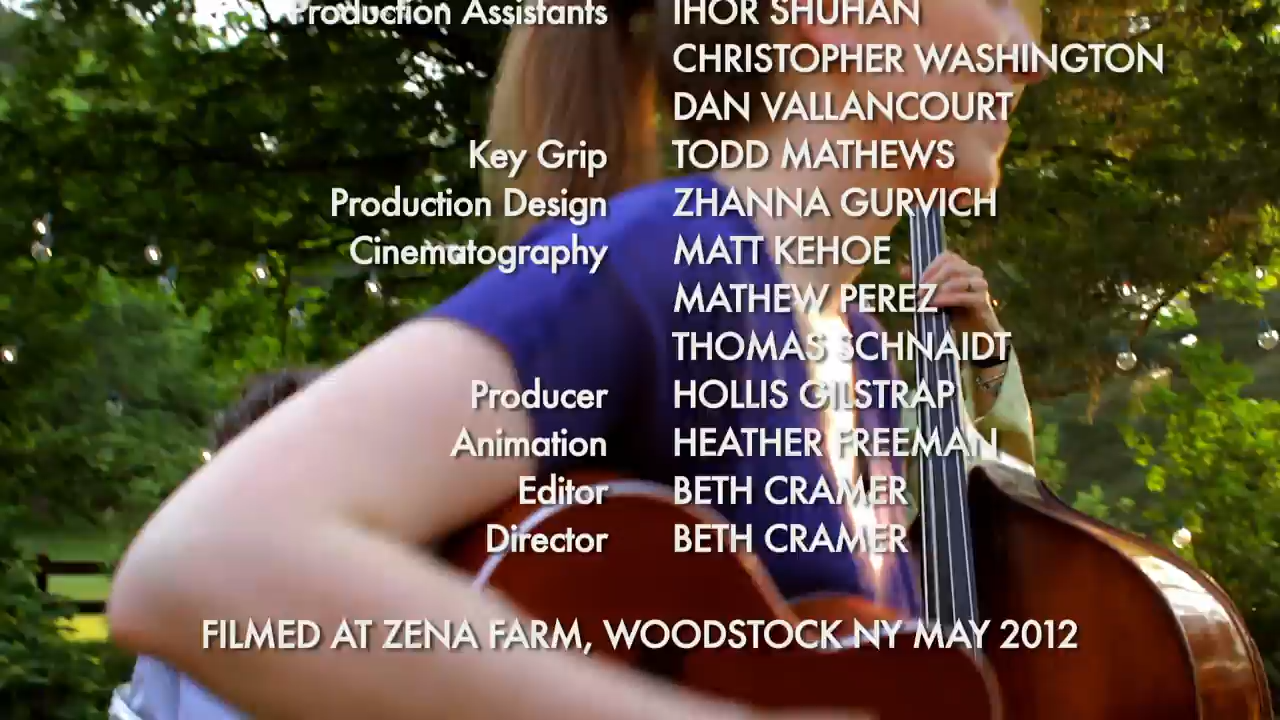 Production Assistants IHOR SHUHAN
CHRISTOPHER WASHINGTON
DAN VALLANCOURT
Key Grip TODD MATHEWS
Production Design ZHANNA GURVICH
Cinematography MATT KEHOE
MATHEW PEREZ
THOMAS SCHNAIDT
Producer HOLLIS GILSTRAP
Animation HEATHER FREEMAN
Editor BETH CRAMER
Director BETH CRAMER
FILMED AT ZENA FARM, WOODSTOCK NY MAY 2012